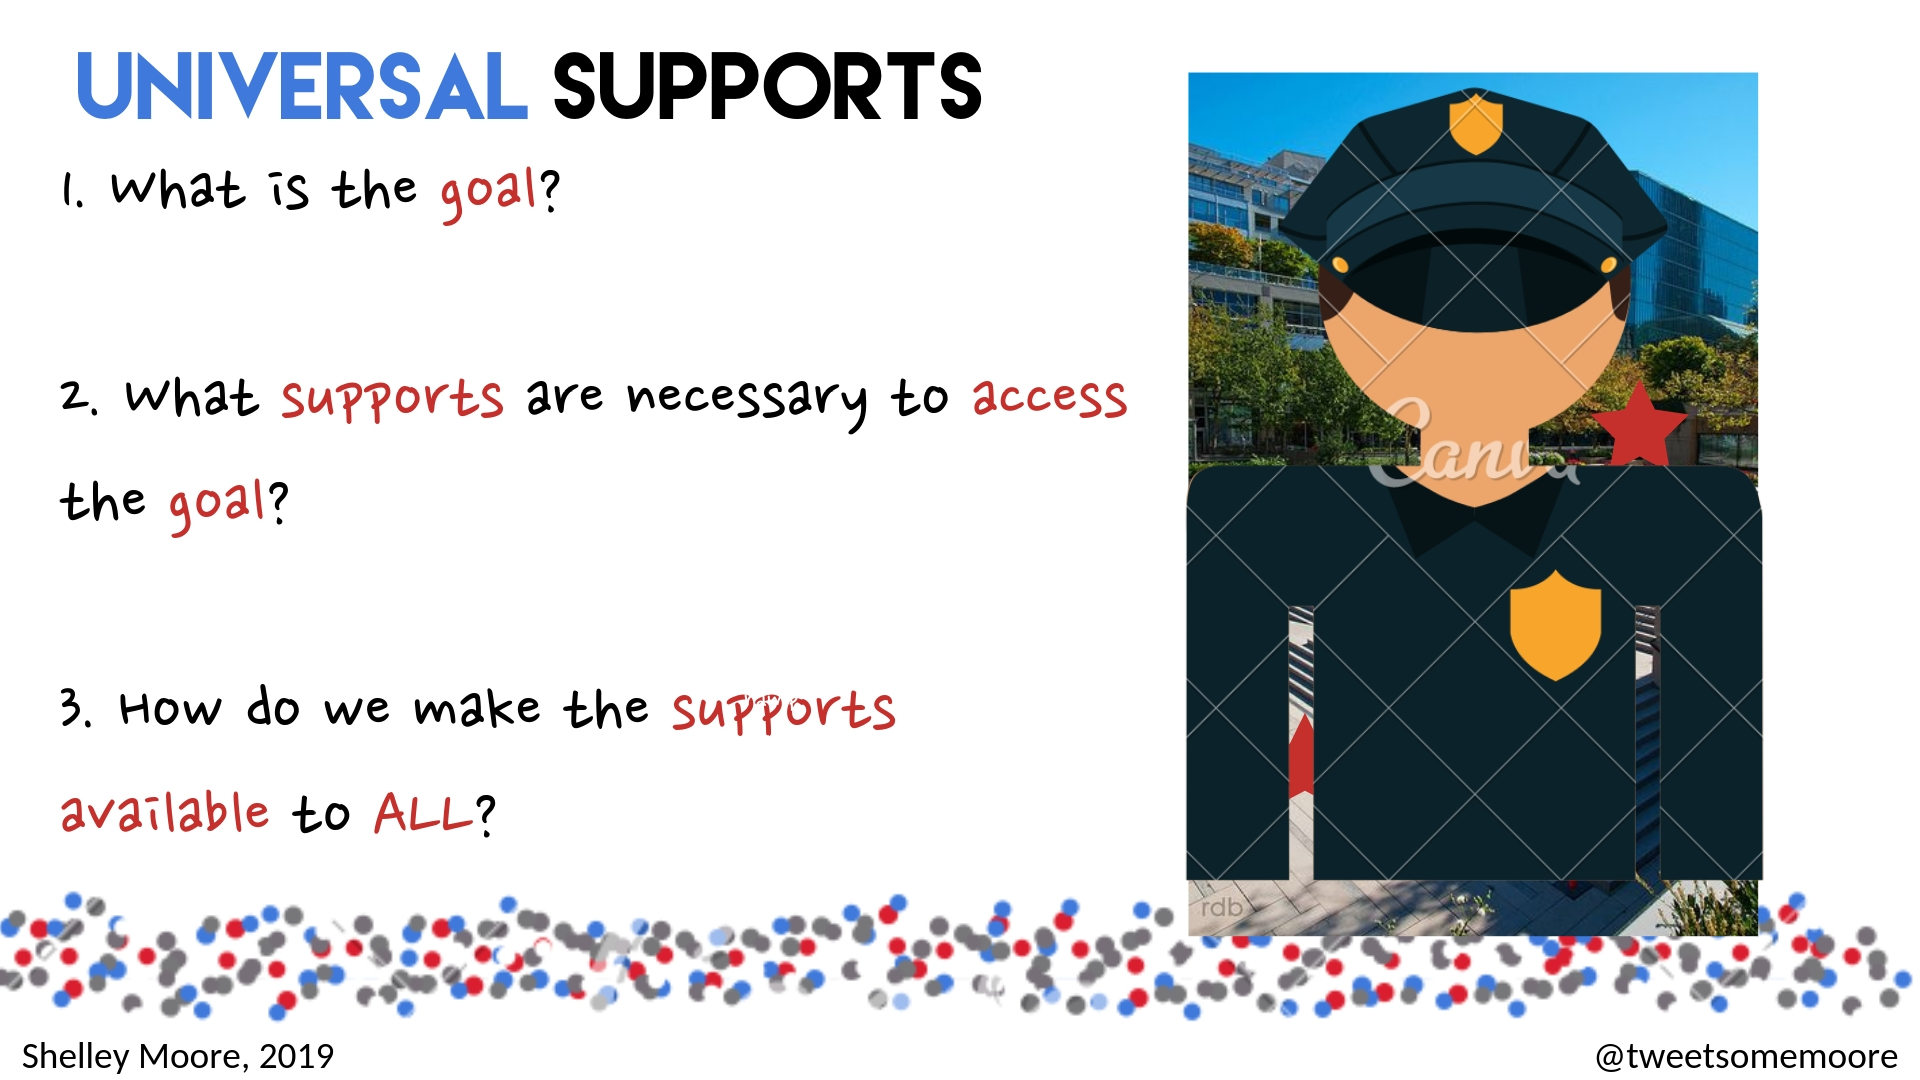 UNIVERSAL SUPPORTS
1. What is the goal?
2. What supports are necessary to access
the goal?
3. How do we make the supports
available to ALL?
Canva
rdb
Shelley Moore, 2019
@tweetsomemoore